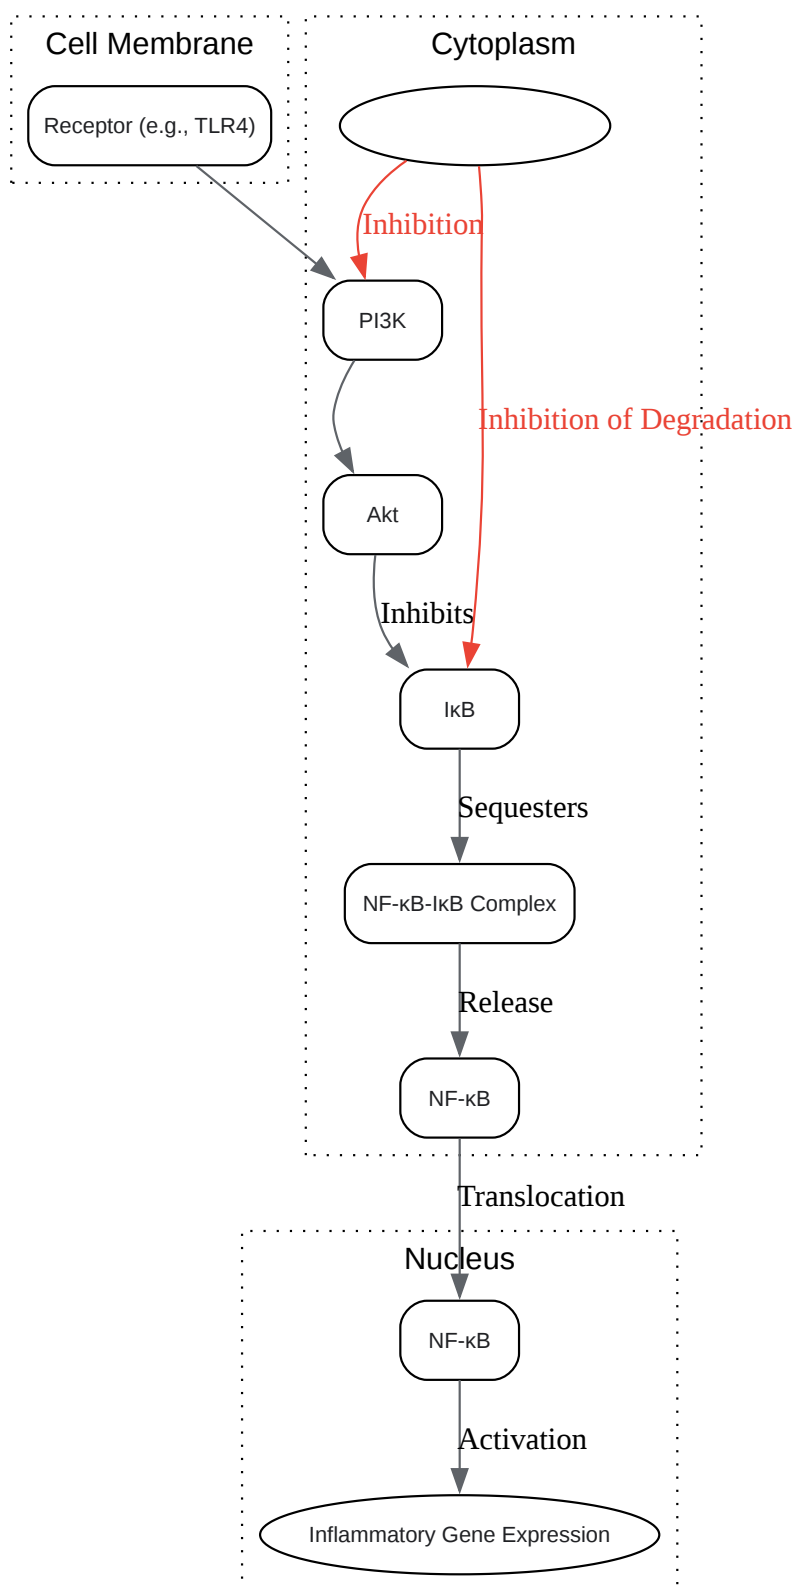 Cell Membrane
Cytoplasm
Receptor (e.g., TLR4)
Inhibition
PI3K
Inhibition of Degradation
Akt
Inhibits
IκB
Sequesters
NF-κB-IκB Complex
Release
NF-κB
Translocation
Nucleus
NF-κB
Activation
Inflammatory Gene Expression